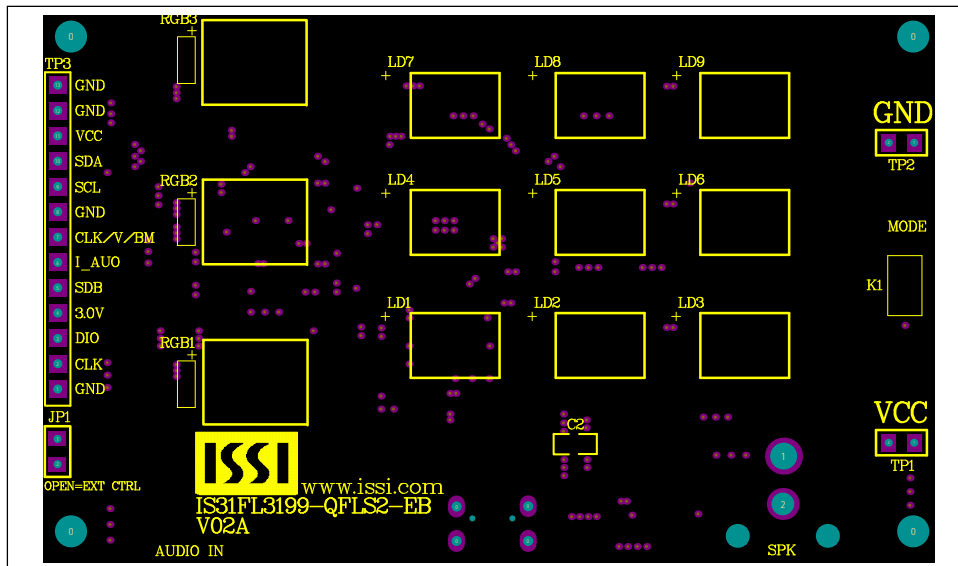 RGB3
TP3
LD7
LD8
LD9
GND
GND
VCC
SDA
SCL
GND
CLK/V/BM
I_AUO
SDB
3.0V
DIO
CLK
GND
GND
TP2
RGB2
LD4
LD5
LD6
MODE
K1
LD1
LD2
LD3
RGB1
JP1
C2
VCC
TP1
OPEN=EXT CTRL
ISSI
www.issi.com
IS31FL3199-QFLS2-EB
V02A
AUDIO IN
SPK
1
2